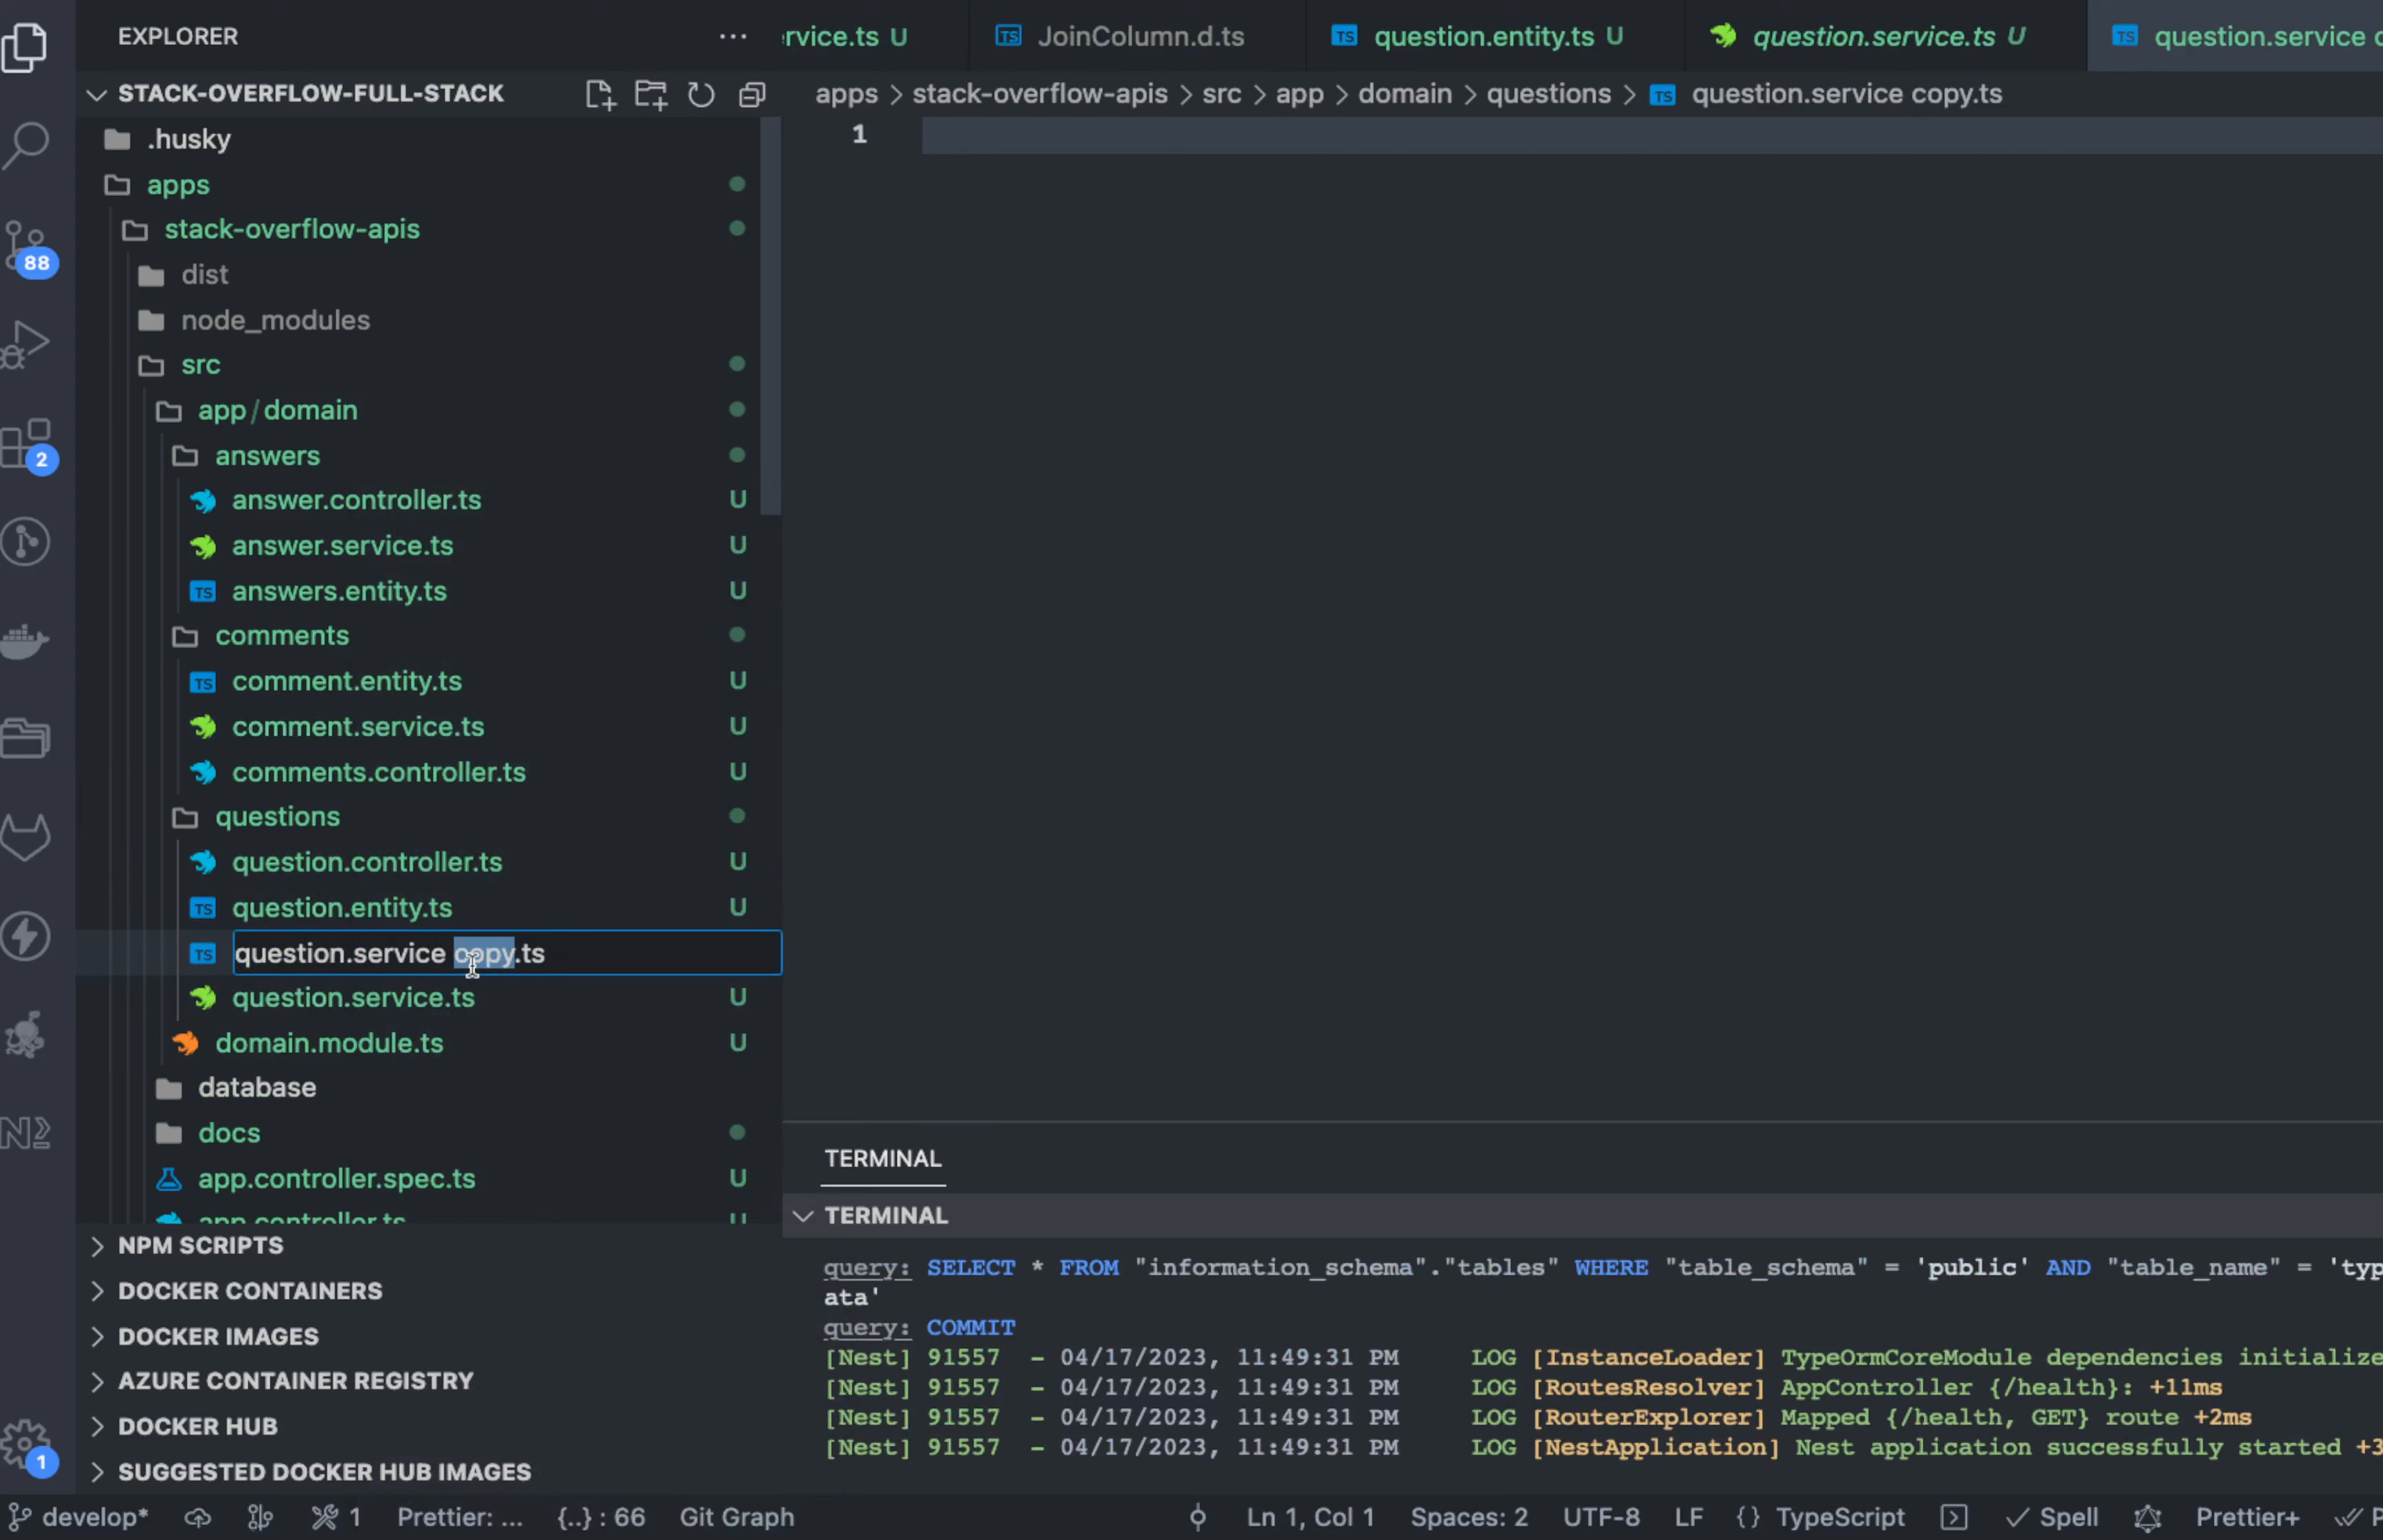 EXPLORER
rvice.ts U
JoinColumn.d.ts
question.entity.ts U
question.service.ts U
question.service
STACK-OVERFLOW-FULL-STACK
apps > stack-overflow-apis > src > app > domain > questions > TS question.service copy.ts
1
.husky
apps
stack-overflow-apis
dist
node_modules
src
app/domain
answers
answer.controller.ts U
answer.service.ts U
TS answers.entity.ts U
comments
TS comment.entity.ts U
comment.service.ts U
comments.controller.ts U
questions
question.controller.ts U
TS question.entity.ts U
TS question.service copy.ts
question.service.ts U
domain.module.ts U
database
docs
app.controller.spec.ts U
app.controller.ts U
NPM SCRIPTS
DOCKER CONTAINERS
DOCKER IMAGES
AZURE CONTAINER REGISTRY
DOCKER HUB
SUGGESTED DOCKER HUB IMAGES
88
2
1
TERMINAL
TERMINAL
query: SELECT * FROM "information_schema"."tables" WHERE "table_schema" = 'public' AND "table_name" = 'typ
ata'
query: COMMIT
[Nest] 91557 - 04/17/2023, 11:49:31 PM LOG [InstanceLoader] TypeOrmCoreModule dependencies initialize
[Nest] 91557 - 04/17/2023, 11:49:31 PM LOG [RoutesResolver] AppController {/health}: +11ms
[Nest] 91557 - 04/17/2023, 11:49:31 PM LOG [RouterExplorer] Mapped {/health, GET} route +2ms
[Nest] 91557 - 04/17/2023, 11:49:31 PM LOG [NestApplication] Nest application successfully started +3
develop* 1 Prettier: ... {..} : 66 Git Graph Ln 1, Col 1 Spaces: 2 UTF-8 LF {} TypeScript Spell Prettier+